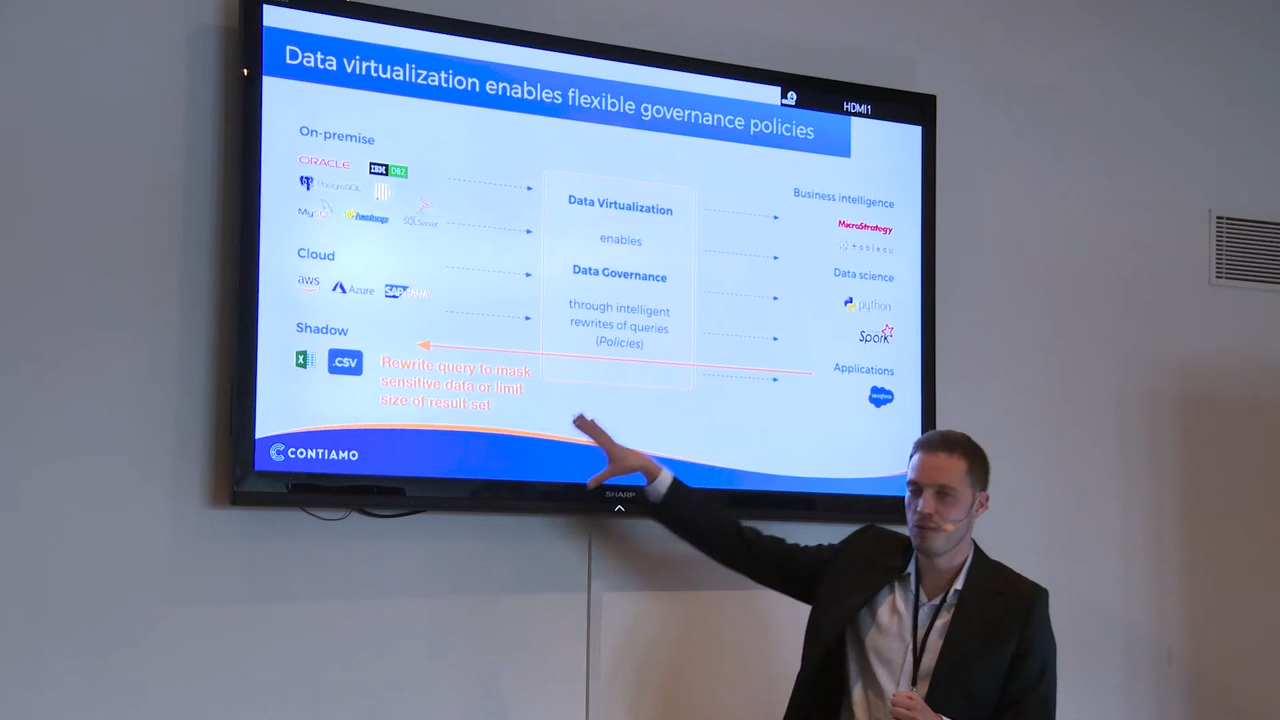 Data virtualization enables flexible governance policies
HDMI1
On-premise
ORACLE
IBM DB2
PostgreSQL
MySQL
hadoop
SQL Server
Cloud
aws
Azure
SAP HANA
Shadow
.CSV
Rewrite query to mask
sensitive data or limit
size of result set
Data Virtualization
enables
Data Governance
through intelligent
rewrites of queries
(Policies)
Business intelligence
MicroStrategy
+ a b l e a u
Data science
python
Spark
Applications
salesforce
CONTIAMO
SHARP